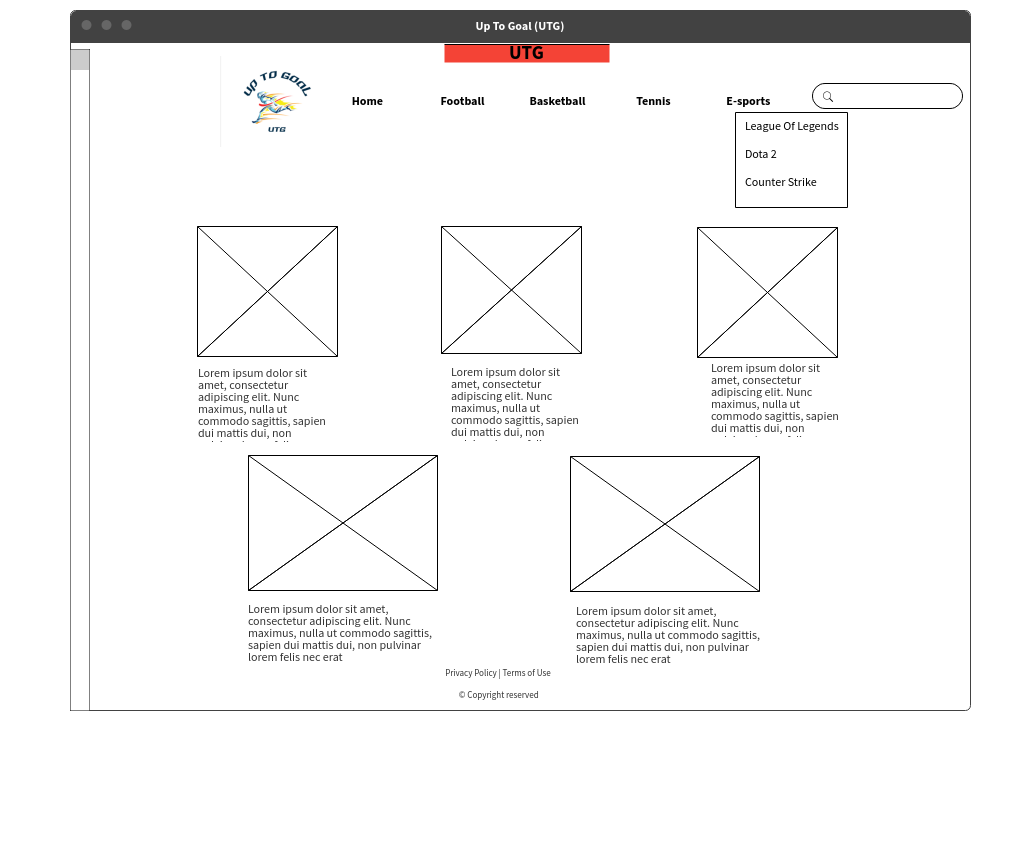 Up To Goal (UTG)
UTG
UP TO GOAL
UTG
Home Football Basketball Tennis E-sports
League Of Legends
Dota 2
Counter Strike
Lorem ipsum dolor sit
amet, consectetur
adipiscing elit. Nunc
maximus, nulla ut
commodo sagittis, sapien
dui mattis dui, non
Lorem ipsum dolor sit
amet, consectetur
adipiscing elit. Nunc
maximus, nulla ut
commodo sagittis, sapien
dui mattis dui, non
Lorem ipsum dolor sit
amet, consectetur
adipiscing elit. Nunc
maximus, nulla ut
commodo sagittis, sapien
dui mattis dui, non
Lorem ipsum dolor sit amet,
consectetur adipiscing elit. Nunc
maximus, nulla ut commodo sagittis,
sapien dui mattis dui, non pulvinar
lorem felis nec erat
Lorem ipsum dolor sit amet,
consectetur adipiscing elit. Nunc
maximus, nulla ut commodo sagittis,
sapien dui mattis dui, non pulvinar
lorem felis nec erat
Privacy Policy | Terms of Use
© Copyright reserved